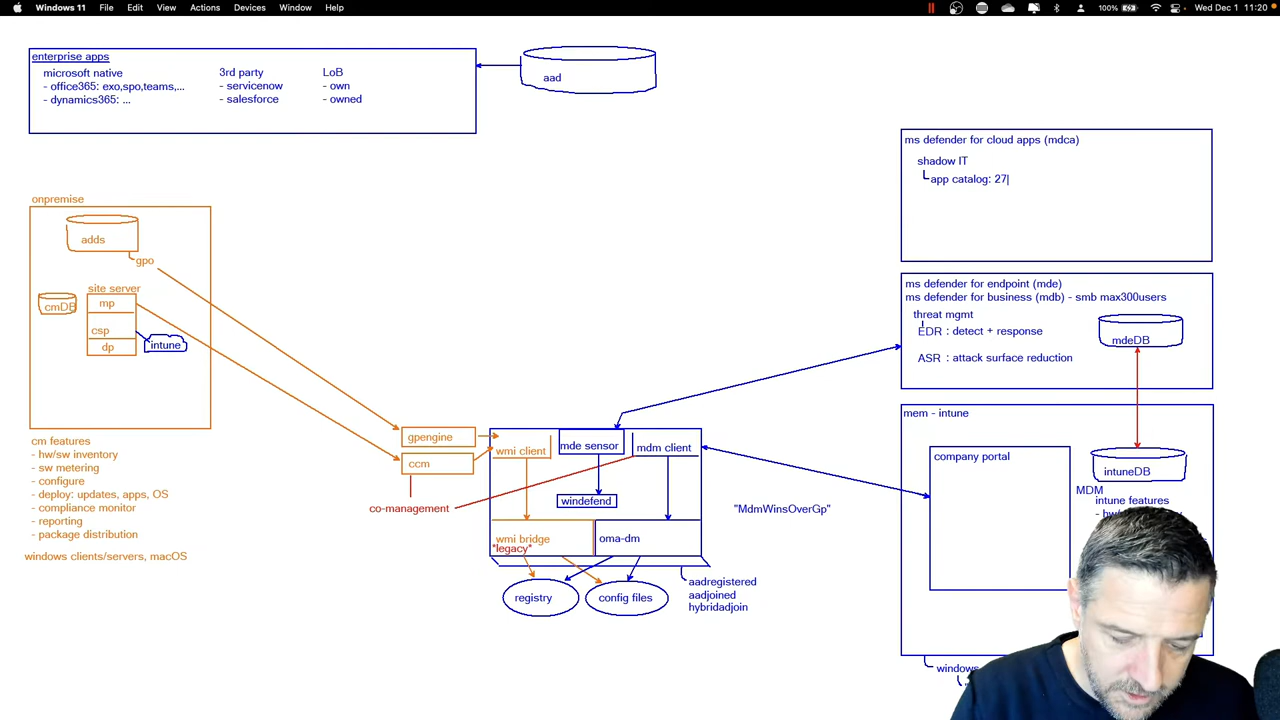 Windows 11 File Edit View Actions Devices Window Help
100% Wed Dec 1 11:20
enterprise apps
microsoft native
- office365: exo,spo,teams,...
- dynamics365: ...
3rd party
- servicenow
- salesforce
LoB
- own
- owned
aad
ms defender for cloud apps (mdca)
shadow IT
app catalog: 27
onpremise
adds
gpo
site server
cmDB
mp
csp
dp
intune
cm features
- hw/sw inventory
- sw metering
- configure
- deploy: updates, apps, OS
- compliance monitor
- reporting
- package distribution
windows clients/servers, macOS
gpengine
ccm
co-management
wmi client
mde sensor
mdm client
windefend
wmi bridge
*legacy*
oma-dm
registry
config files
aadregistered
aadjoined
hybridadjoin
"MdmWinsOverGp"
ms defender for endpoint (mde)
ms defender for business (mdb) - smb max300users
threat mgmt
EDR : detect + response
ASR : attack surface reduction
mdeDB
mem - intune
company portal
intuneDB
MDM
intune features
windows